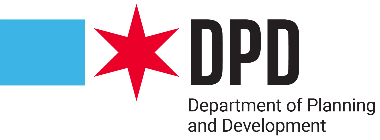 DPD
Department of Planning
and Development